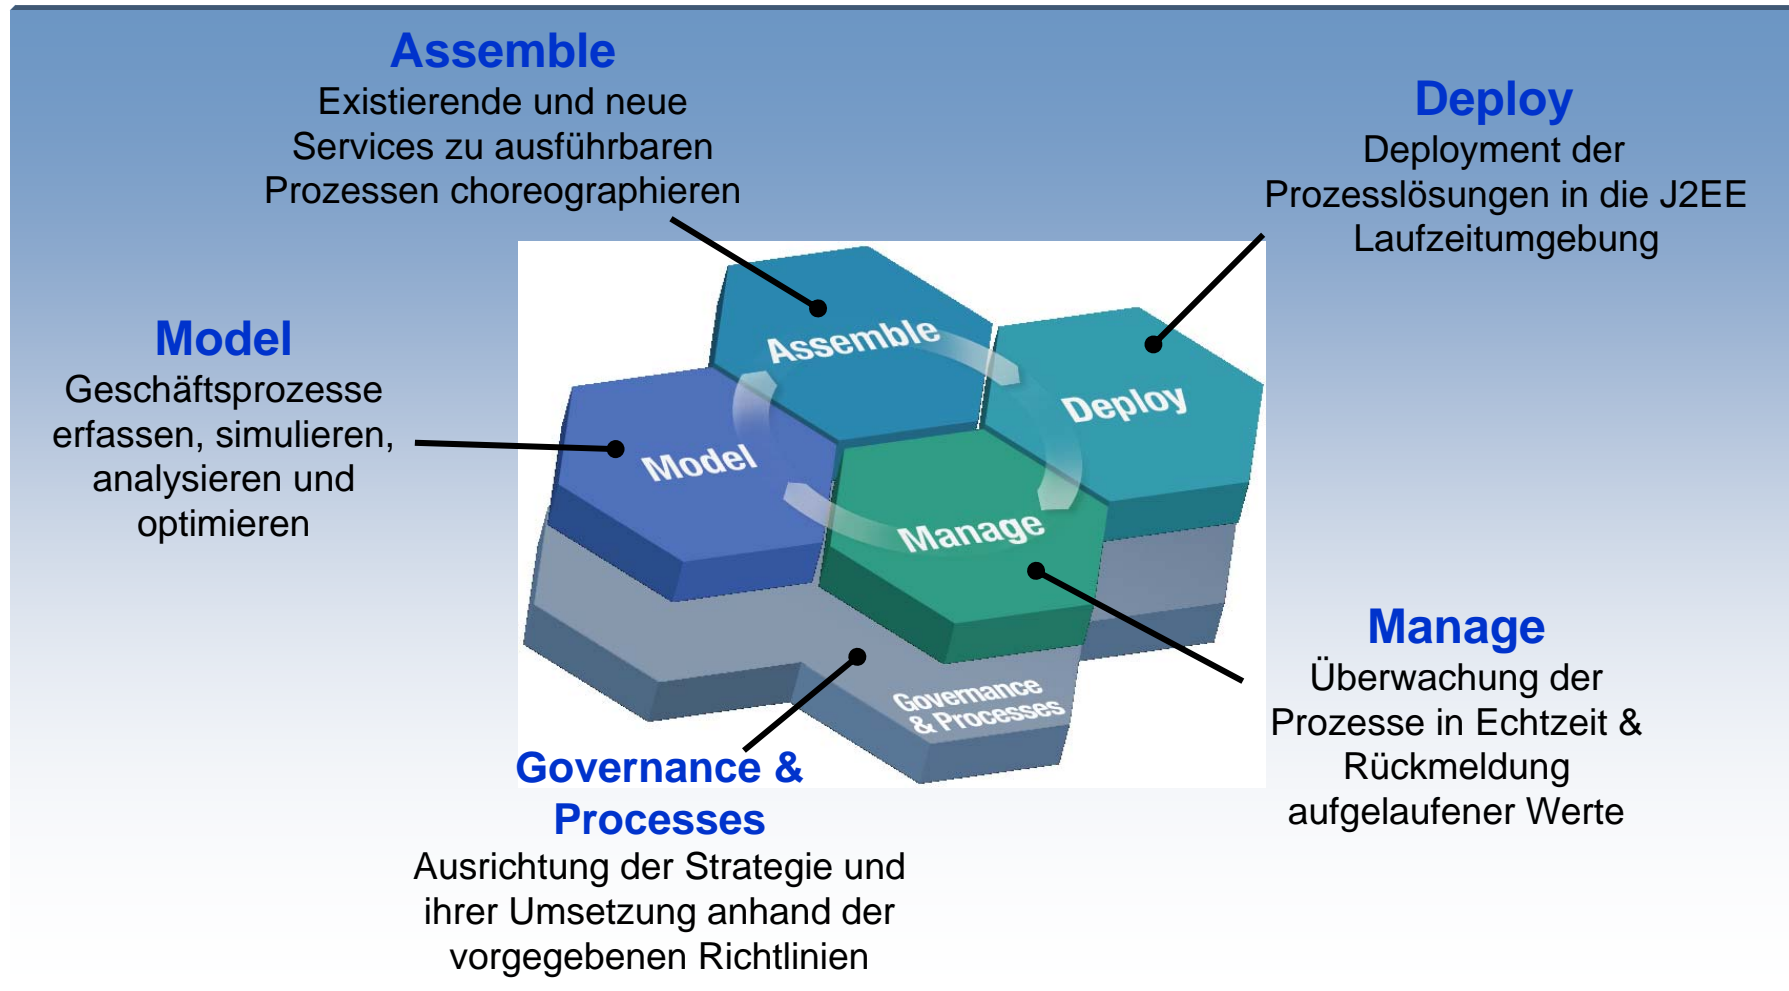 Assemble
Existierende und neue
Services zu ausführbaren
Prozessen choreographieren
Deploy
Deployment der
Prozesslösungen in die J2EE
Laufzeitumgebung
Model
Geschäftsprozesse
erfassen, simulieren,
analysieren und
optimieren
Assemble
Deploy
Model
Manage
Governance
& Processes
Manage
Überwachung der
Prozesse in Echtzeit &
Rückmeldung
aufgelaufener Werte
Governance &
Processes
Ausrichtung der Strategie und
ihrer Umsetzung anhand der
vorgegebenen Richtlinien